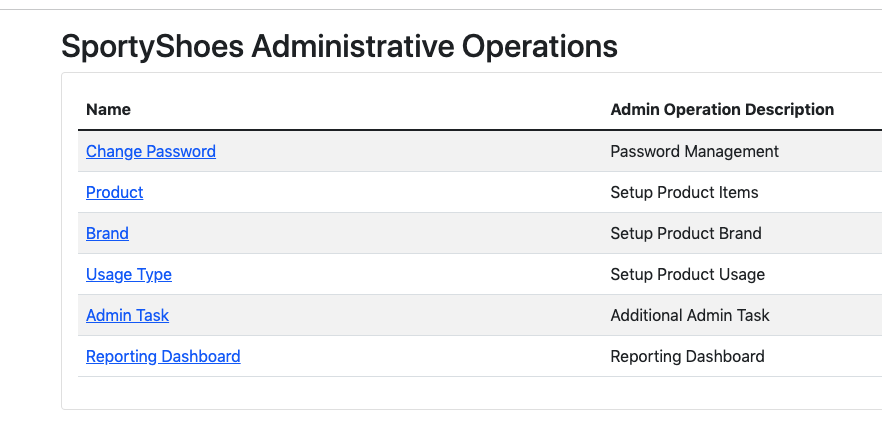 SportyShoes Administrative Operations
Name Admin Operation Description
Change Password Password Management
Product Setup Product Items
Brand Setup Product Brand
Usage Type Setup Product Usage
Admin Task Additional Admin Task
Reporting Dashboard Reporting Dashboard